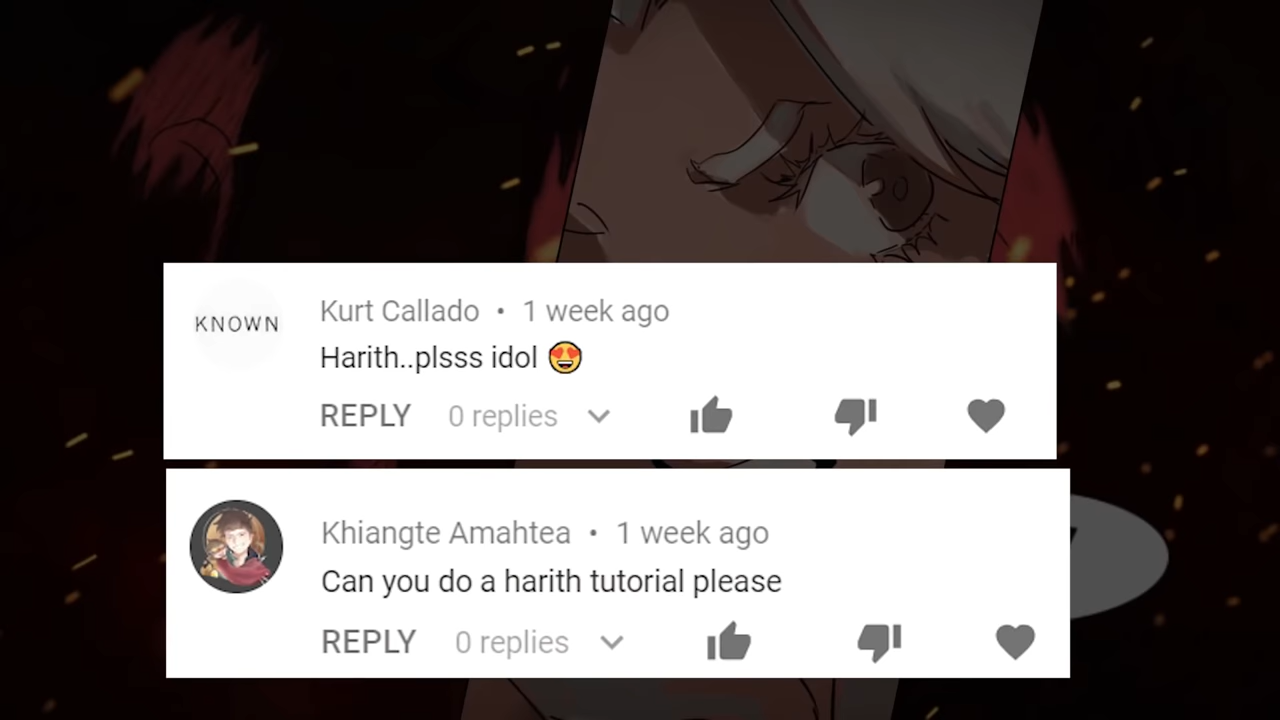 KNOWN
Kurt Callado • 1 week ago
Harith..plsss idol 😍
REPLY 0 replies
Khiangte Amahtea • 1 week ago
Can you do a harith tutorial please
REPLY 0 replies